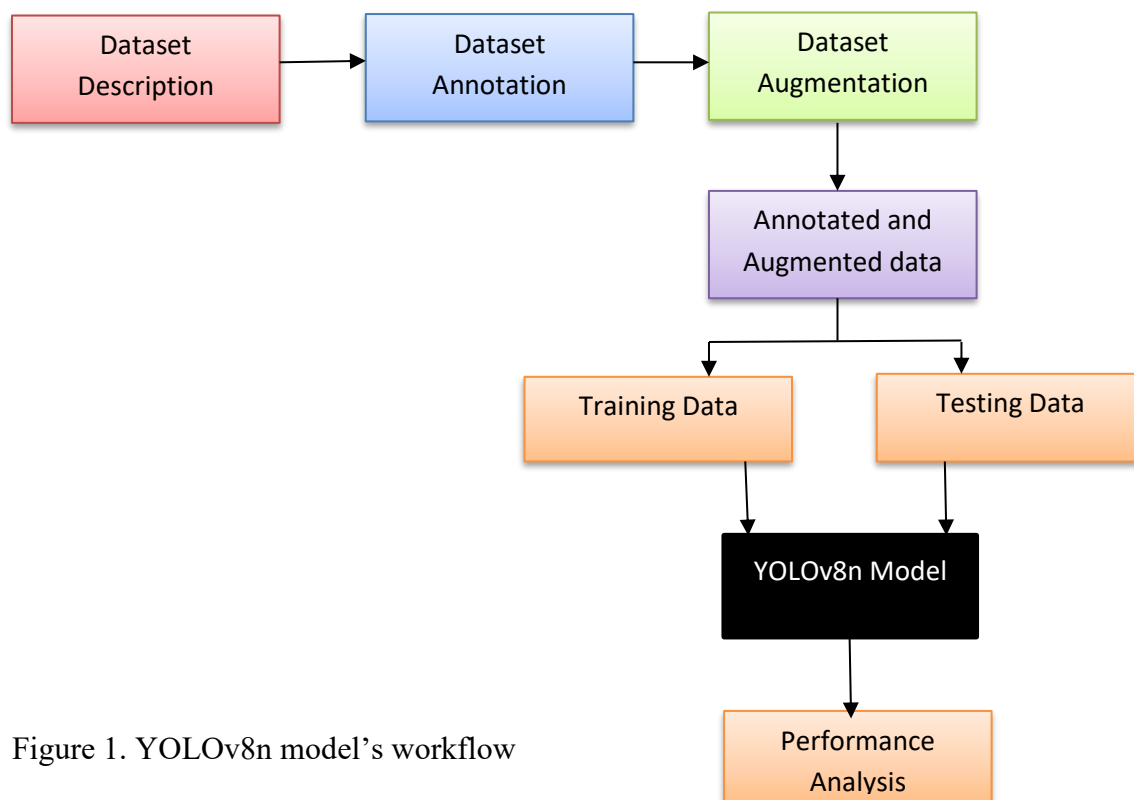 Dataset
Description
Dataset
Annotation
Dataset
Augmentation
Annotated and
Augmented data
Training Data
Testing Data
YOLOv8n Model
Performance
Analysis
Figure 1. YOLOv8n model’s workflow